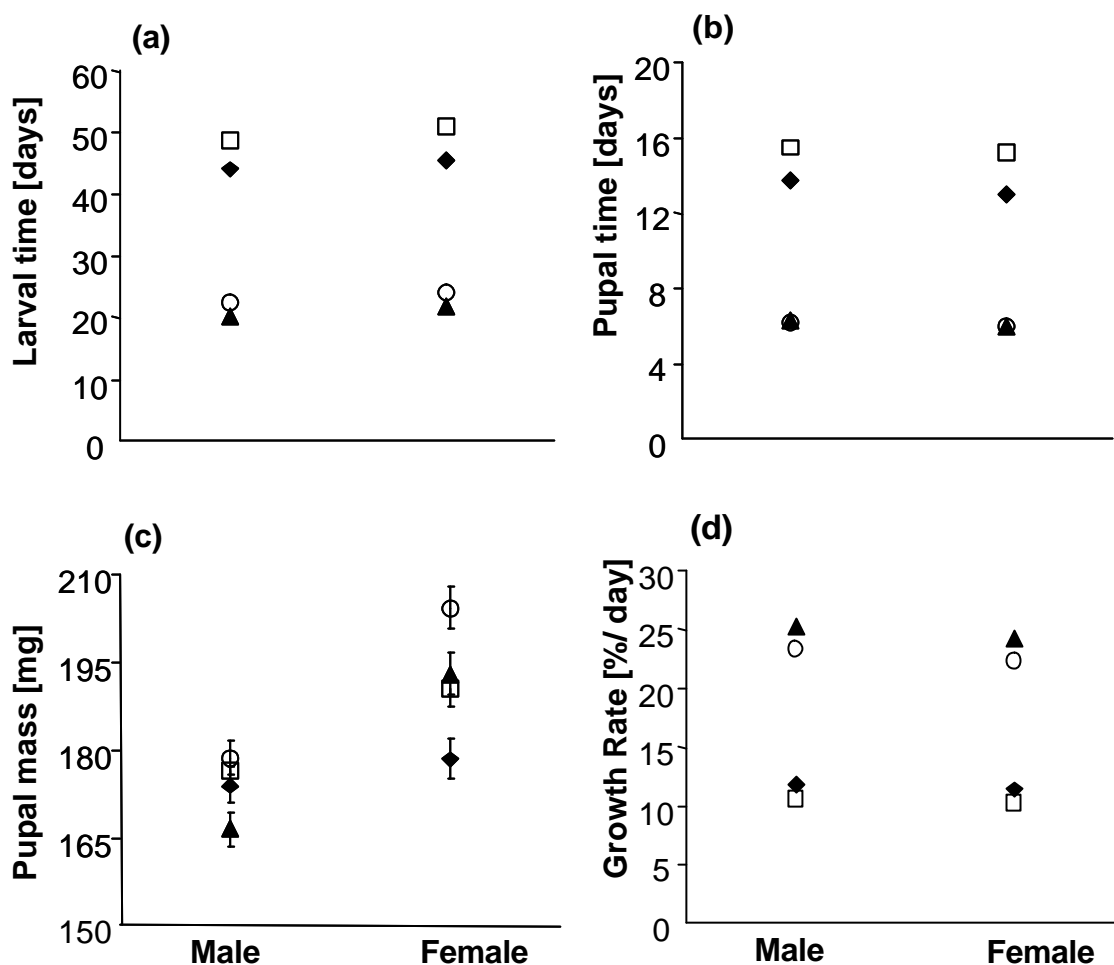 (a)
Larval time [days]
60
50
40
30
20
10
0
(b)
Pupal time [days]
20
16
12
8
4
0
(c)
Pupal mass [mg]
210
195
180
165
150
Male Female
(d)
Growth Rate [%/ day]
30
25
20
15
10
5
0
Male Female